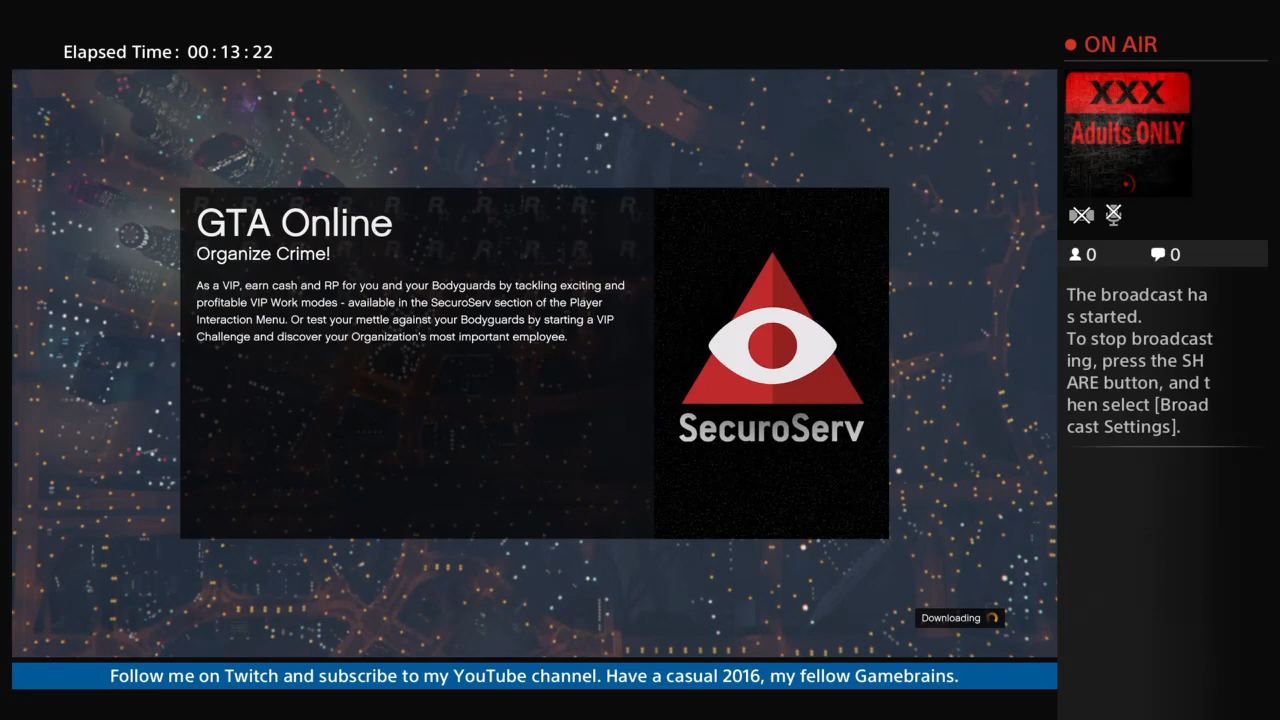 Elapsed Time: 00:13:22
ON AIR
XXX
Adults ONLY
0
0
GTA Online
Organize Crime!
As a VIP, earn cash and RP for you and your Bodyguards by tackling exciting and
profitable VIP Work modes - available in the SecuroServ section of the Player
Interaction Menu. Or test your mettle against your Bodyguards by starting a VIP
Challenge and discover your Organization's most important employee.
SecuroServ
The broadcast ha
s started.
To stop broadcast
ing, press the SH
ARE button, and t
hen select [Broad
cast Settings].
Downloading
Follow me on Twitch and subscribe to my YouTube channel. Have a casual 2016, my fellow Gamebrains.